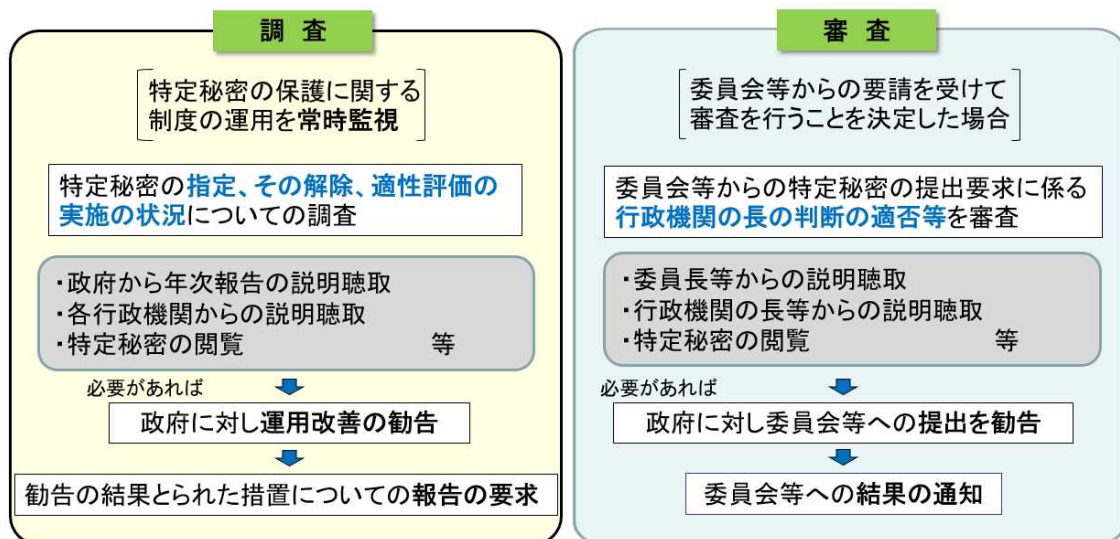 調 査
特定秘密の保護に関する
制度の運用を常時監視
特定秘密の指定、その解除、適性評価の
実施の状況についての調査
・政府から年次報告の説明聴取
・各行政機関からの説明聴取
・特定秘密の閲覧 等
必要があれば
政府に対し運用改善の勧告
勧告の結果とられた措置についての報告の要求
審 査
委員会等からの要請を受けて
審査を行うことを決定した場合
委員会等からの特定秘密の提出要求に係る
行政機関の長の判断の適否等を審査
・委員長等からの説明聴取
・行政機関の長等からの説明聴取
・特定秘密の閲覧 等
必要があれば
政府に対し委員会等への提出を勧告
委員会等への結果の通知